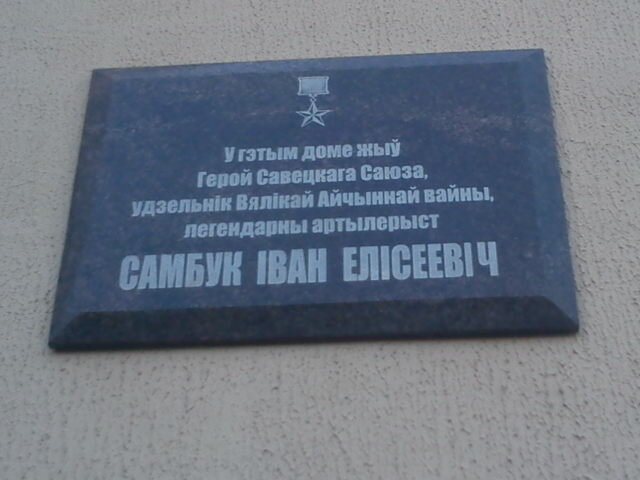 У гэтым доме жыў
Герой Савецкага Саюза,
удзельнік Вялікай Айчыннай вайны,
легендарны артылерыст
САМБУК ІВАН ЕЛІСЕЕВІЧ